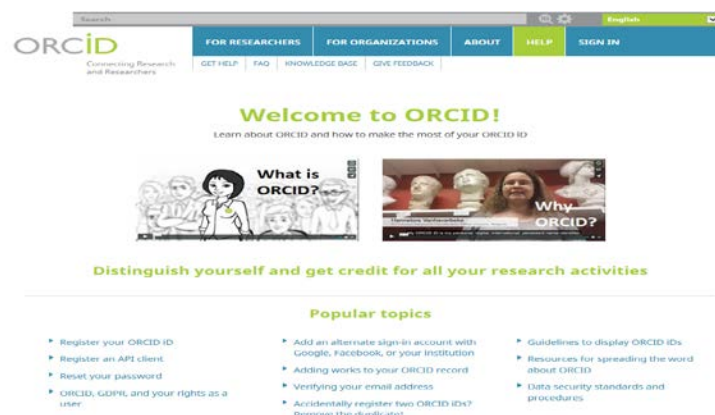 Search
English
ORCID
Connecting Research
and Researchers
FOR RESEARCHERS FOR ORGANIZATIONS ABOUT HELP SIGN IN
GET HELP FAQ KNOWLEDGE BASE GIVE FEEDBACK
Welcome to ORCID!
Learn about ORCID and how to make the most of your ORCID iD
What is
ORCID?
Why
ORCID?
Distinguish yourself and get credit for all your research activities
Popular topics
Register your ORCID iD
Register an API client
Reset your password
ORCID, GDPR, and your rights as a
user
Add an alternate sign-in account with
Google, Facebook, or your institution
Adding works to your ORCID record
Verifying your email address
Accidentally register two ORCID iDs?
Remove the duplicate!
Guidelines to display ORCID iDs
Resources for spreading the word
about ORCID
Data security standards and
procedures